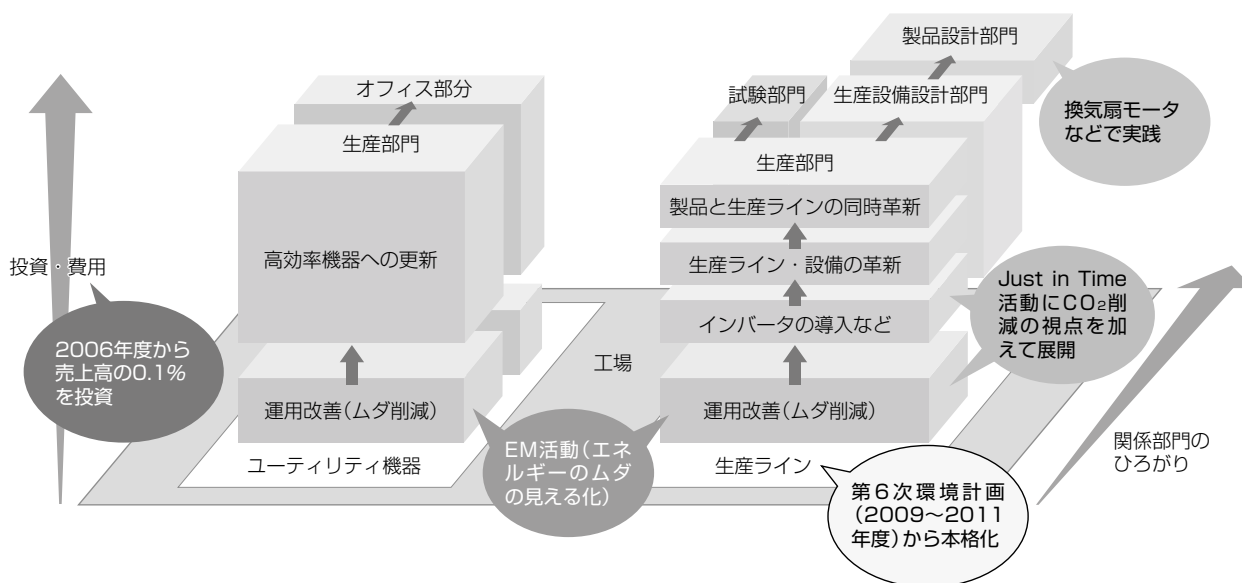 製品設計部門
オフィス部分
試験部門
生産設備設計部門
換気扇モータ
などで実践
生産部門
生産部門
製品と生産ラインの同時革新
投資・費用
高効率機器への更新
生産ライン・設備の革新
Just in Time
活動にCO₂削
減の視点を加
えて展開
インバータの導入など
2006年度から
売上高の0.1%
を投資
工場
運用改善(ムダ削減)
運用改善(ムダ削減)
EM活動(エネ
ルギーのムダ
の見える化)
関係部門の
ひろがり
ユーティリティ機器
生産ライン
第6次環境計画
(2009〜2011
年度)から本格化